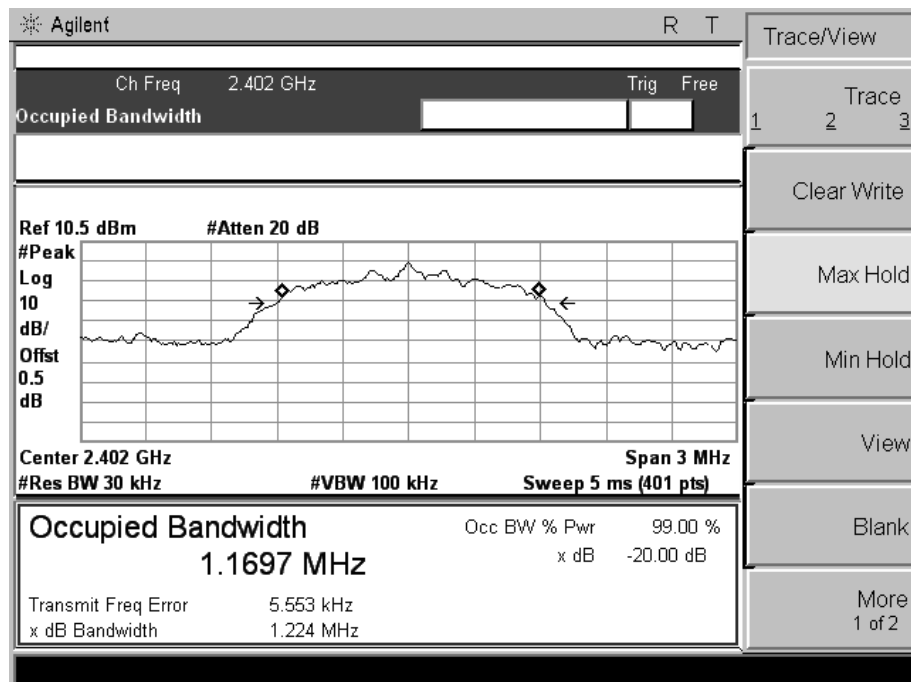 Agilent R T
Ch Freq 2.402 GHz Trig Free
Occupied Bandwidth
Ref 10.5 dBm #Atten 20 dB
#Peak
Log
10
dB/
Offst
0.5
dB
Center 2.402 GHz Span 3 MHz
#Res BW 30 kHz #VBW 100 kHz Sweep 5 ms (401 pts)
Occupied Bandwidth
1.1697 MHz
Occ BW % Pwr 99.00 %
x dB -20.00 dB
Transmit Freq Error 5.553 kHz
x dB Bandwidth 1.224 MHz
Trace/View
Trace
1 2 3
Clear Write
Max Hold
Min Hold
View
Blank
More
1 of 2